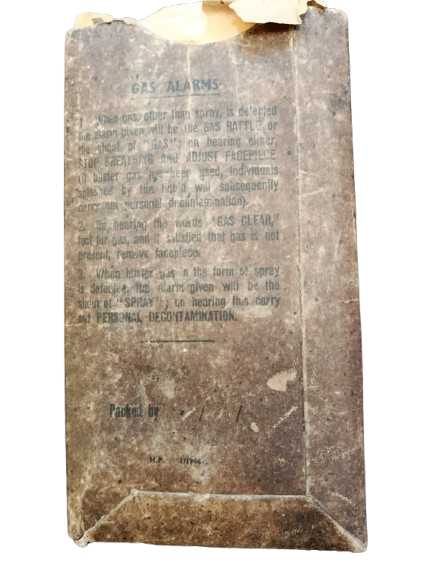 GAS ALARMS
1. When gas, other than spray, is detected
the alarm given will be the GAS RATTLE or
the shout of "GAS"; on hearing either,
STOP BREATHING AND ADJUST FACEPIECE
(If blister gas has been used, individuals
splashed by the liquid will subsequently
carry out personal decontamination).
2. On hearing the words "GAS CLEAR,"
test for gas, and if satisfied that gas is not
present, remove facepiece.
3. When blister gas in the form of spray
is detected, the alarm given will be the
shout of "SPRAY"; on hearing this carry
out PERSONAL DECONTAMINATION.
Packed by
H.P.